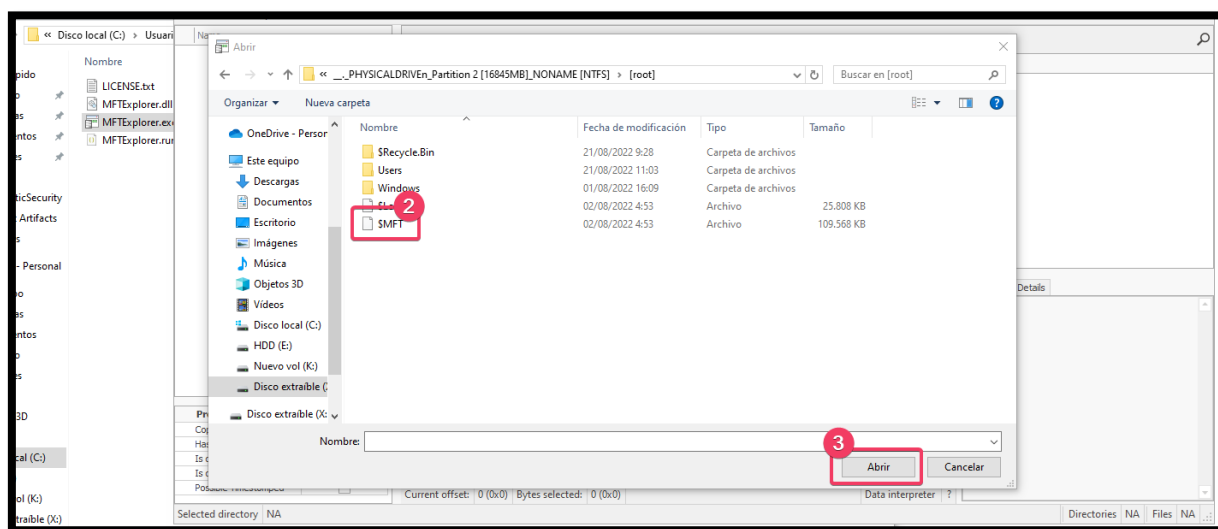 « Disco local (C:) > Usuari
Nombre
LICENSE.txt
MFTExplorer.dll
MFTExplorer.exe
MFTExplorer.run
pido
ticSecurity
Artifacts
- Personal
3D
cal (C:)
ol (K:)
traíble (X:)
Abrir
« __._PHYSICALDRIVEn_Partition 2 [16845MB]_NONAME [NTFS] > [root]
Buscar en [root]
Organizar
Nueva carpeta
?
OneDrive - Person
Este equipo
Descargas
Documentos
Escritorio
Imágenes
Música
Objetos 3D
Vídeos
Disco local (C:)
HDD (E:)
Nuevo vol (K:)
Disco extraíble (
Disco extraíble (X:
Nombre Fecha de modificación Tipo Tamaño
$Recycle.Bin 21/08/2022 9:28 Carpeta de archivos
Users 21/08/2022 11:03 Carpeta de archivos
Windows 01/08/2022 16:09 Carpeta de archivos
02/08/2022 4:53 Archivo 25.808 KB
2
$MFT 02/08/2022 4:53 Archivo 109.568 KB
Nombre:
3
Abrir Cancelar
Details
Is
Is
Current offset: 0 (0x0) Bytes selected: 0 (0x0) Data interpreter ?
Selected directory NA
Directories NA Files NA